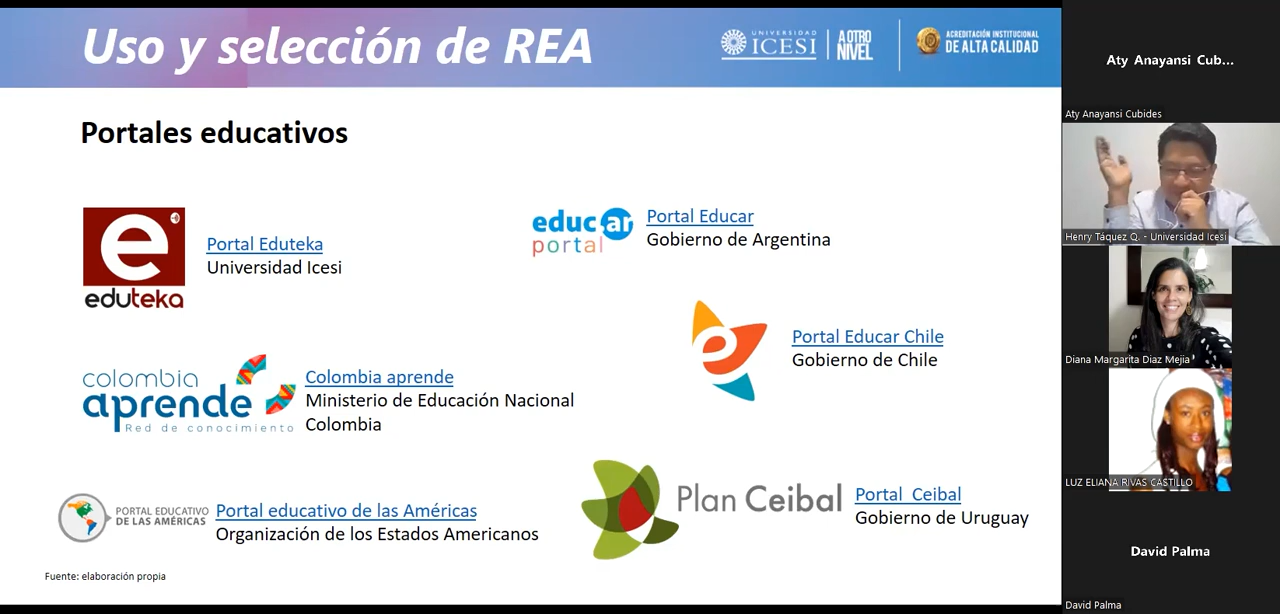 Uso y selección de REA
UNIVERSIDAD
ICESI
A OTRO
NIVEL
ACREDITACIÓN INSTITUCIONAL
DE ALTA CALIDAD
Portales educativos
e
eduteka
Portal Eduteka
Universidad Icesi
educ.ar
portal
Portal Educar
Gobierno de Argentina
e
Portal Educar Chile
Gobierno de Chile
colombia
aprende
Red de conocimiento
Colombia aprende
Ministerio de Educación Nacional
Colombia
PORTAL EDUCATIVO
DE LAS AMÉRICAS
Portal educativo de las Américas
Organización de los Estados Americanos
Plan Ceibal
Portal Ceibal
Gobierno de Uruguay
Fuente: elaboración propia
Aty Anayansi Cub...
Aty Anayansi Cubides
Henry Táquez Q. - Universidad Icesi
Diana Margarita Diaz Mejia
LUZ ELIANA RIVAS CASTILLO
David Palma
David Palma